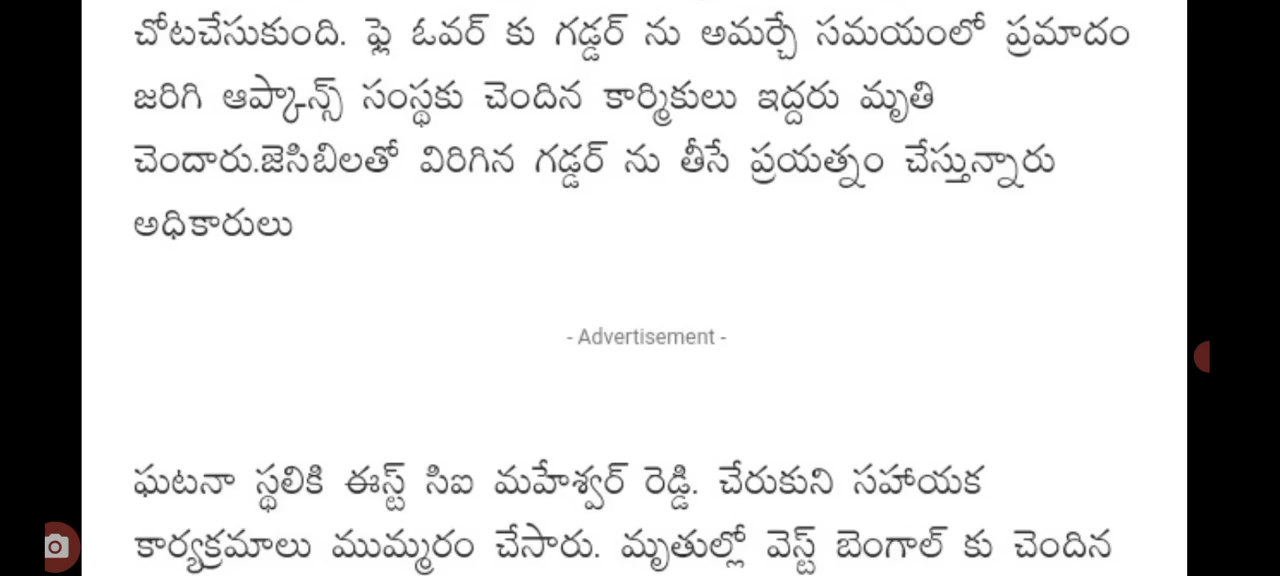 చోటచేసుకుంది. ఫ్లై ఓవర్ కు గడ్డర్ ను అమర్చే సమయంలో ప్రమాదం
జరిగి ఆప్కాన్స్ సంస్థకు చెందిన కార్మికులు ఇద్దరు మృతి
చెందారు.జెసిబిలతో విరిగిన గడ్డర్ ను తీసే ప్రయత్నం చేస్తున్నారు
అధికారులు
- Advertisement -
ఘటనా స్థలికి ఈస్ట్ సిఐ మహేశ్వర్ రెడ్డి. చేరుకుని సహాయక
కార్యక్రమాలు ముమ్మరం చేసారు. మృతుల్లో వెస్ట్ బెంగాల్ కు చెందిన